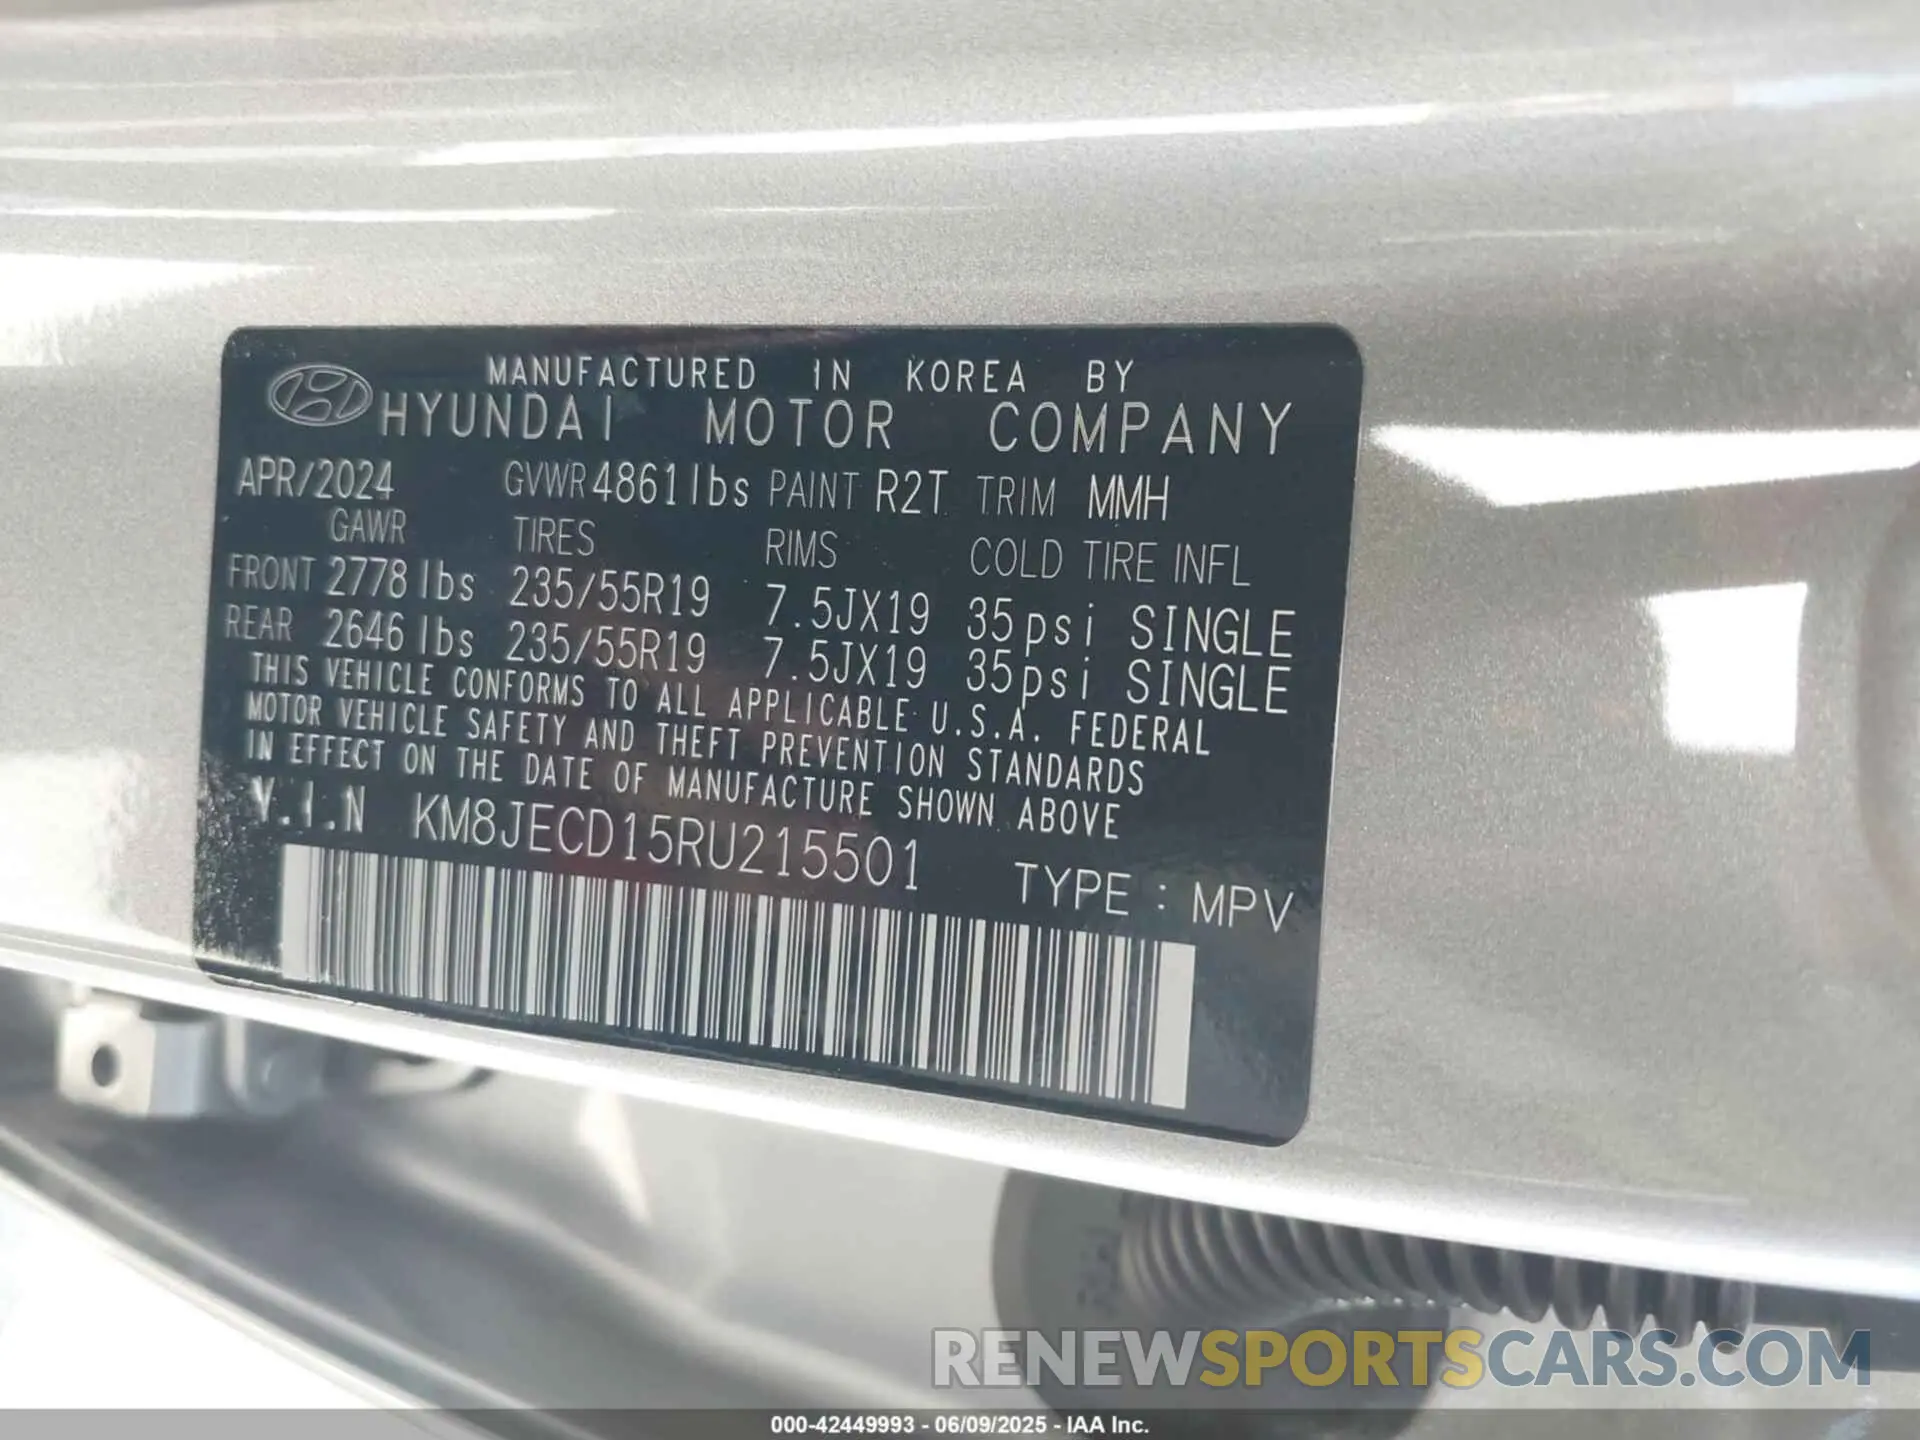 MANUFACTURED IN KOREA BY
HYUNDAI MOTOR COMPANY
APR/2024 GVWR 4861lbs PAINT R2T TRIM MMH
GAWR TIRES RIMS COLD TIRE INFL
FRONT 2778 lbs 235/55R19 7.5JX19 35psi SINGLE
REAR 2646 lbs 235/55R19 7.5JX19 35psi SINGLE
THIS VEHICLE CONFORMS TO ALL APPLICABLE U.S.A. FEDERAL
MOTOR VEHICLE SAFETY AND THEFT PREVENTION STANDARDS
IN EFFECT ON THE DATE OF MANUFACTURE SHOWN ABOVE
V.I.N KM8JECD15RU215501
TYPE : MPV
RENEWSPORTSCARS.COM
000-42449993 - 06/09/2025 - IAA Inc.